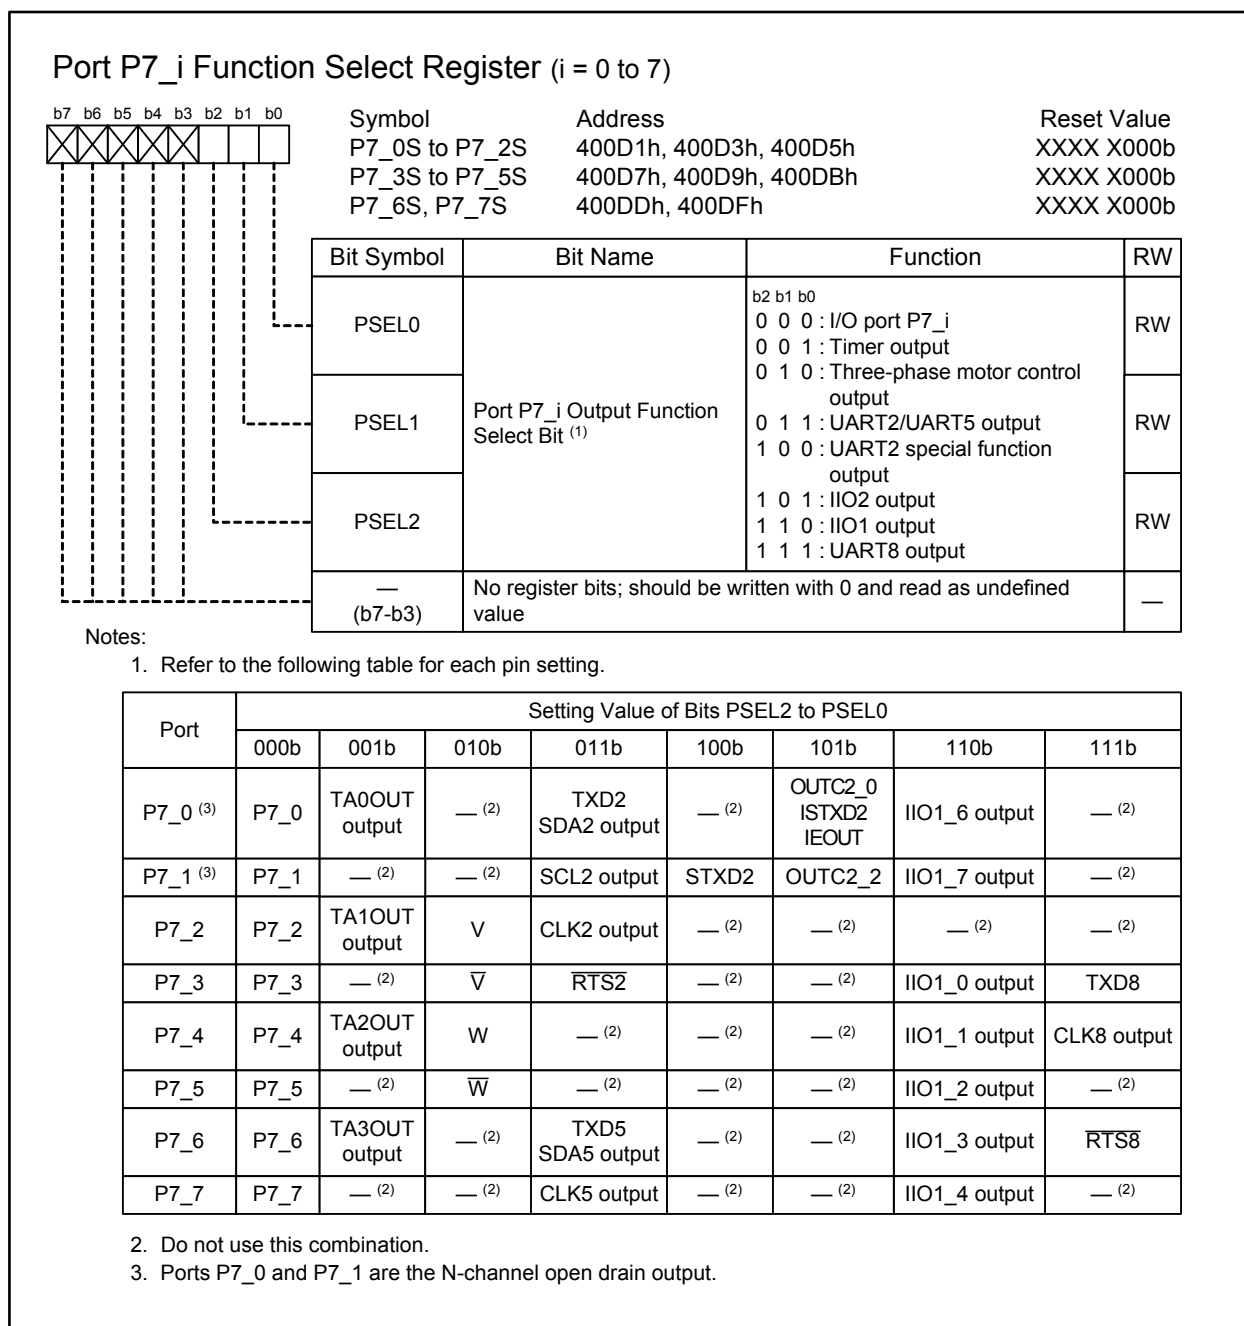 Port P7_i Function Select Register (i = 0 to 7)
b7 b6 b5 b4 b3 b2 b1 b0
Symbol Address Reset Value
P7_0S to P7_2S 400D1h, 400D3h, 400D5h XXXX X000b
P7_3S to P7_5S 400D7h, 400D9h, 400DBh XXXX X000b
P7_6S, P7_7S 400DDh, 400DFh XXXX X000b
Bit Symbol Bit Name Function RW
PSEL0 RW
PSEL1 RW
PSEL2 RW
Port P7_i Output Function
Select Bit (1)
b2 b1 b0
0 0 0 : I/O port P7_i
0 0 1 : Timer output
0 1 0 : Three-phase motor control
output
0 1 1 : UART2/UART5 output
1 0 0 : UART2 special function
output
1 0 1 : IIO2 output
1 1 0 : IIO1 output
1 1 1 : UART8 output
—
(b7-b3)
No register bits; should be written with 0 and read as undefined
value
—
Notes:
1. Refer to the following table for each pin setting.
Port Setting Value of Bits PSEL2 to PSEL0
000b 001b 010b 011b 100b 101b 110b 111b
P7_0 (3) P7_0 TA0OUT output — (2) TXD2 SDA2 output — (2) OUTC2_0 ISTXD2 IEOUT IIO1_6 output — (2)
P7_1 (3) P7_1 — (2) — (2) SCL2 output STXD2 OUTC2_2 IIO1_7 output — (2)
P7_2 P7_2 TA1OUT output V CLK2 output — (2) — (2) — (2) — (2)
P7_3 P7_3 — (2) V̅ R̅T̅S̅2̅ — (2) — (2) IIO1_0 output TXD8
P7_4 P7_4 TA2OUT output W — (2) — (2) — (2) IIO1_1 output CLK8 output
P7_5 P7_5 — (2) W̅ — (2) — (2) — (2) IIO1_2 output — (2)
P7_6 P7_6 TA3OUT output — (2) TXD5 SDA5 output — (2) — (2) IIO1_3 output R̅T̅S̅8̅
P7_7 P7_7 — (2) — (2) CLK5 output — (2) — (2) IIO1_4 output — (2)
2. Do not use this combination.
3. Ports P7_0 and P7_1 are the N-channel open drain output.